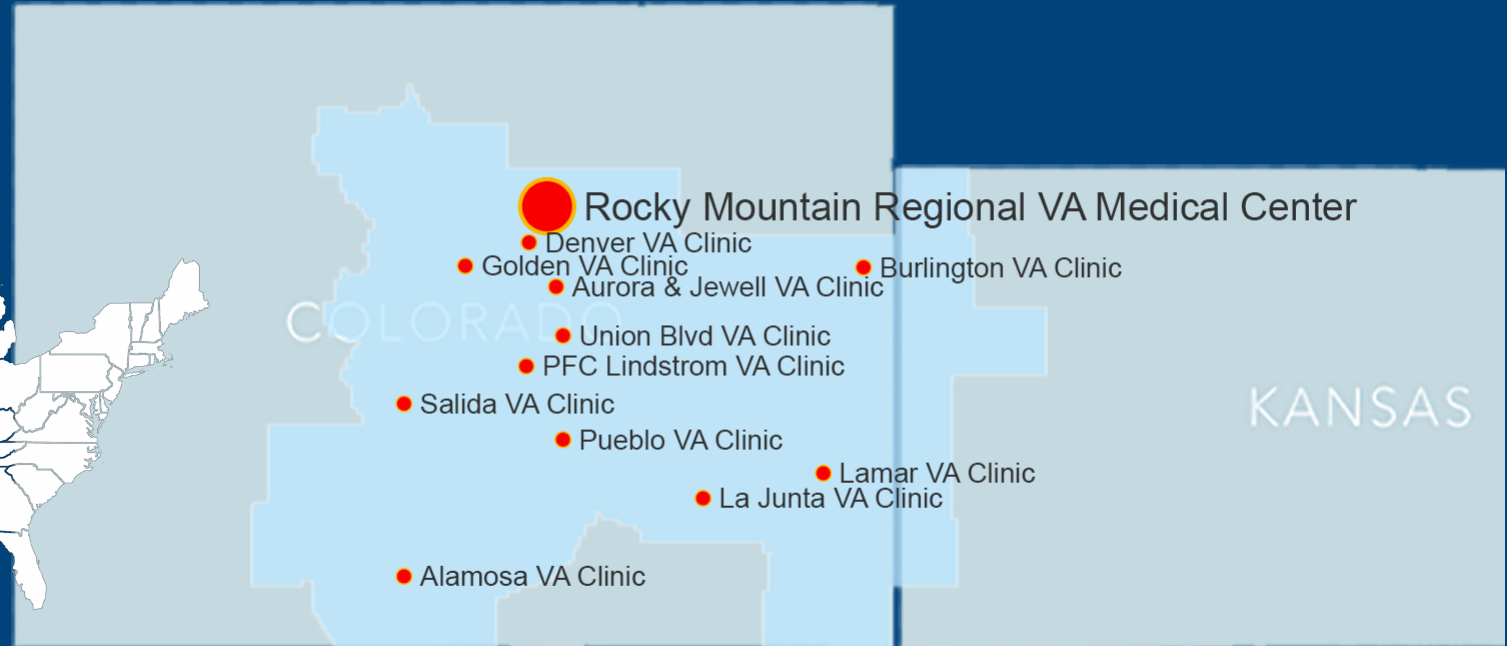 Rocky Mountain Regional VA Medical Center
Denver VA Clinic
Golden VA Clinic
Burlington VA Clinic
Aurora & Jewell VA Clinic
COLORADO
Union Blvd VA Clinic
PFC Lindstrom VA Clinic
Salida VA Clinic
KANSAS
Pueblo VA Clinic
Lamar VA Clinic
La Junta VA Clinic
Alamosa VA Clinic